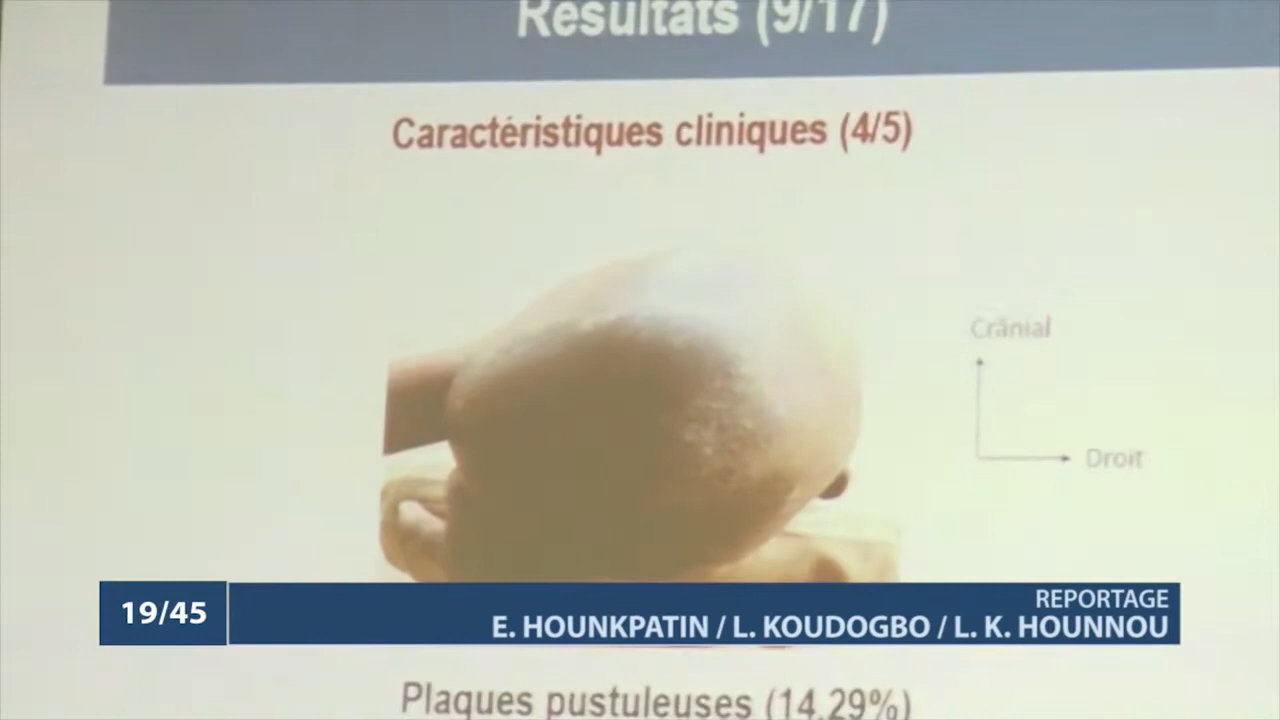 Résultats (9/17)
Caractéristiques cliniques (4/5)
Crânial
Droit
19/45
REPORTAGE
E. HOUNKPATIN / L. KOUDOGBO / L. K. HOUNNOU
Plaques pustuleuses (14,29%)